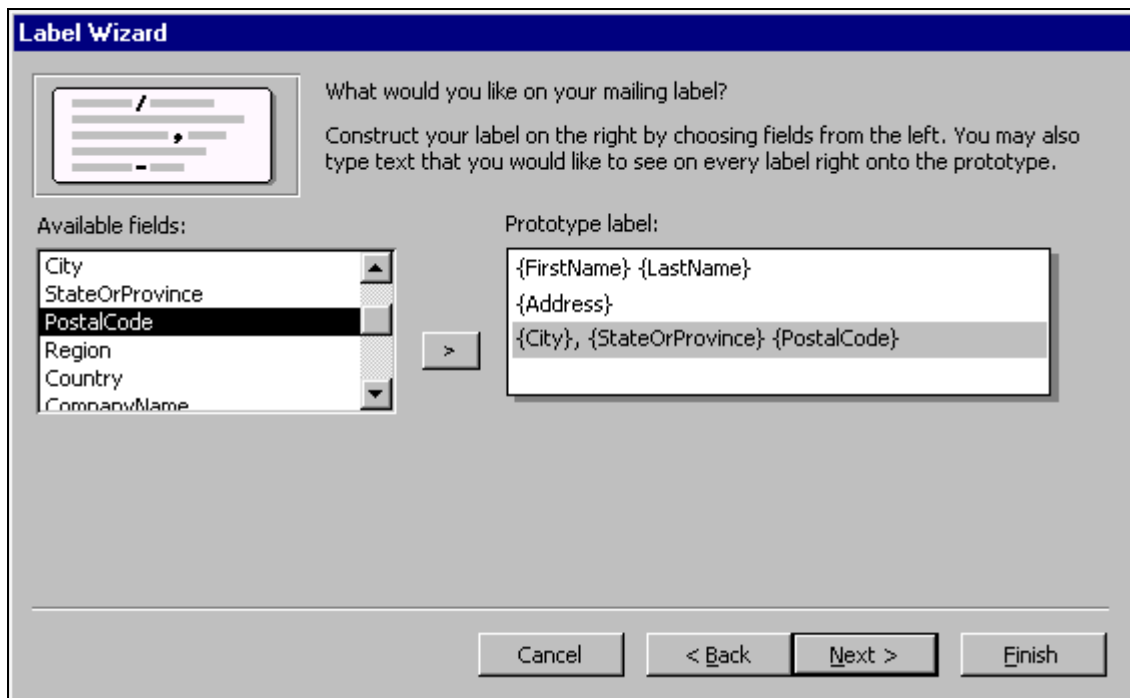 Label Wizard
What would you like on your mailing label?
Construct your label on the right by choosing fields from the left. You may also
type text that you would like to see on every label right onto the prototype.
Available fields:
City
StateOrProvince
PostalCode
Region
Country
CompanyName
>
Prototype label:
{FirstName} {LastName}
{Address}
{City}, {StateOrProvince} {PostalCode}
Cancel
< Back
Next >
Finish